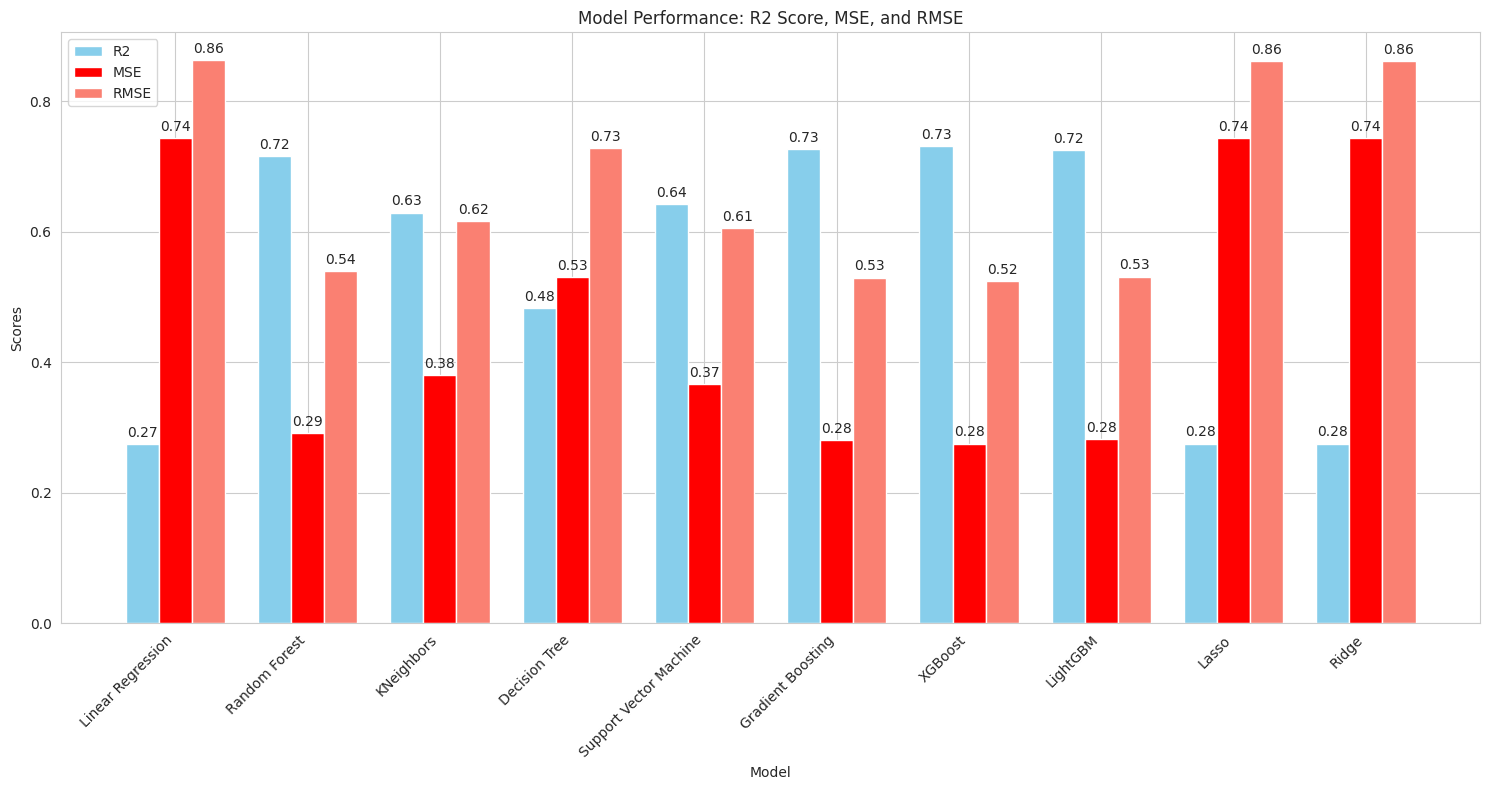 Model Performance: R2 Score, MSE, and RMSE
R2
MSE
RMSE
Scores
0.8
0.6
0.4
0.2
0.0
0.27
0.74
0.86
0.72
0.29
0.54
0.63
0.38
0.62
0.48
0.53
0.73
0.64
0.37
0.61
0.73
0.28
0.53
0.73
0.28
0.52
0.72
0.28
0.53
0.28
0.74
0.86
0.28
0.74
0.86
Linear Regression
Random Forest
KNeighbors
Decision Tree
Support Vector Machine
Gradient Boosting
XGBoost
LightGBM
Lasso
Ridge
Model